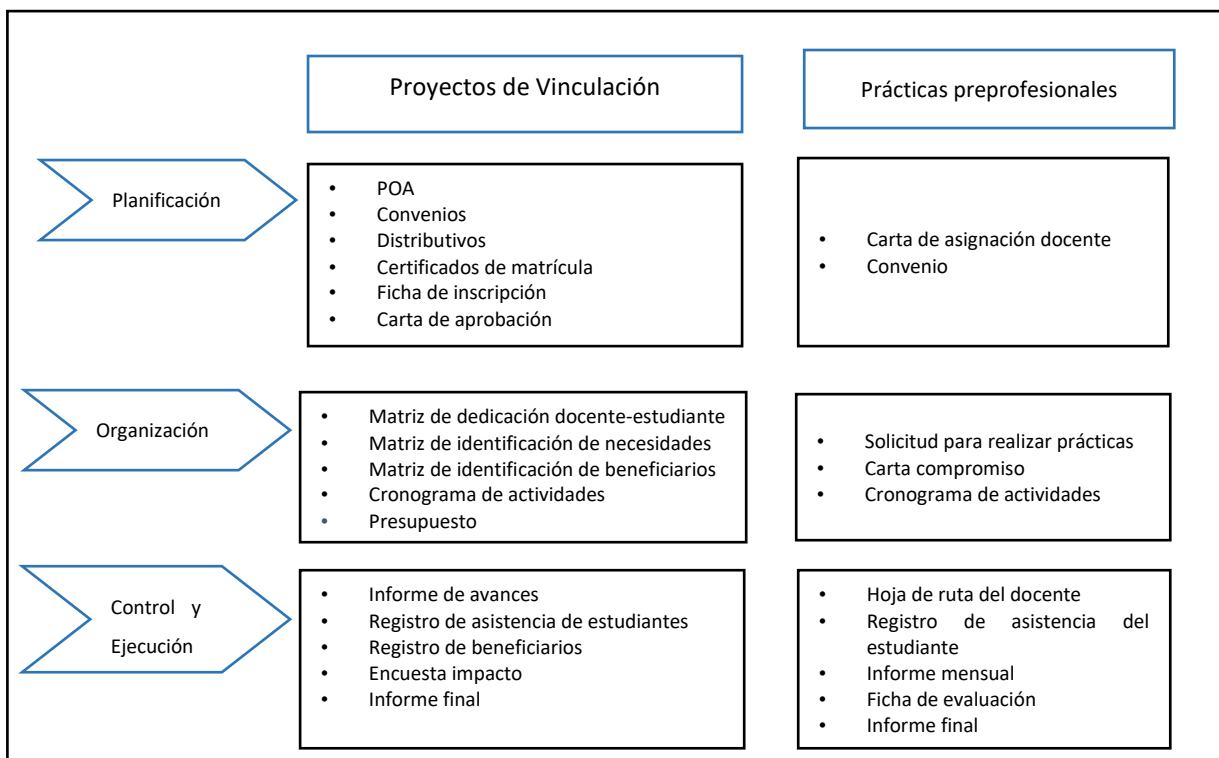 Proyectos de Vinculación
Prácticas preprofesionales
Planificación
• POA
• Convenios
• Distributivos
• Certificados de matrícula
• Ficha de inscripción
• Carta de aprobación
• Carta de asignación docente
• Convenio
Organización
• Matriz de dedicación docente-estudiante
• Matriz de identificación de necesidades
• Matriz de identificación de beneficiarios
• Cronograma de actividades
• Presupuesto
• Solicitud para realizar prácticas
• Carta compromiso
• Cronograma de actividades
Control y
Ejecución
• Informe de avances
• Registro de asistencia de estudiantes
• Registro de beneficiarios
• Encuesta impacto
• Informe final
• Hoja de ruta del docente
• Registro de asistencia del
estudiante
• Informe mensual
• Ficha de evaluación
• Informe final